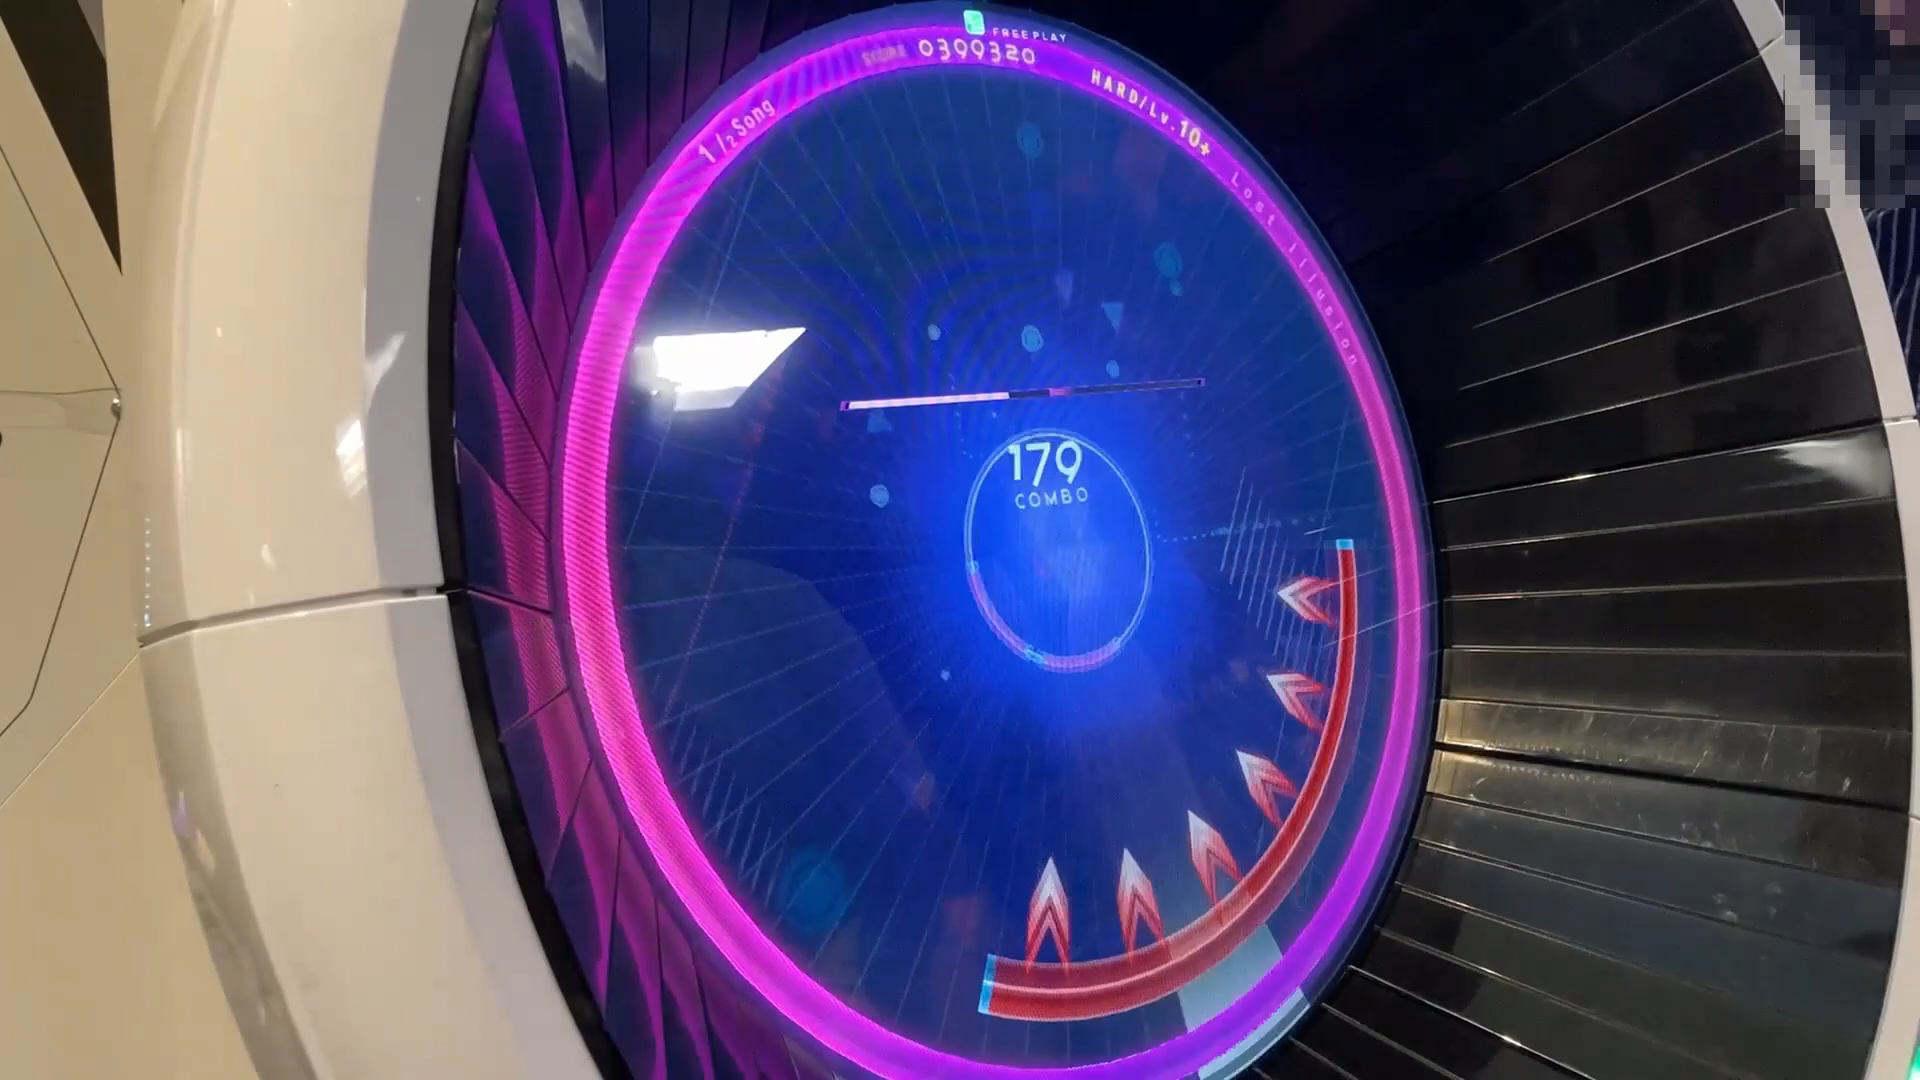 FREE PLAY
SCORE 0399320
1/2 Song
HARD/Lv.10+
Lost illusion
179
COMBO